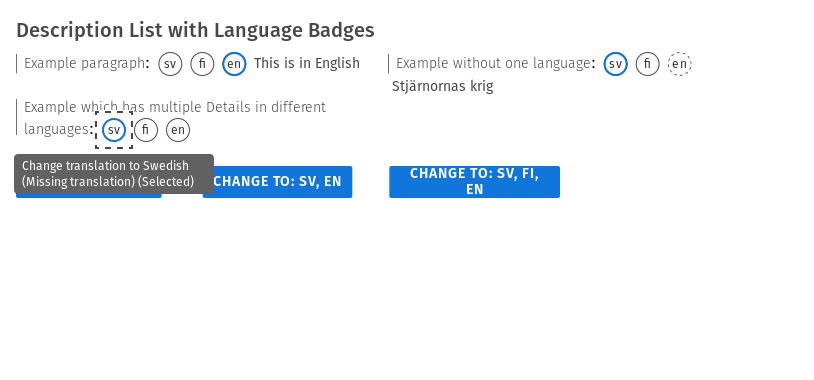 Description List with Language Badges
Example paragraph: sv fi en This is in English
Example without one language: sv fi en
Stjärnornas krig
Example which has multiple Details in different
languages: sv fi en
Change translation to Swedish
(Missing translation) (Selected)
CHANGE TO: SV, EN
CHANGE TO: SV, FI,
EN